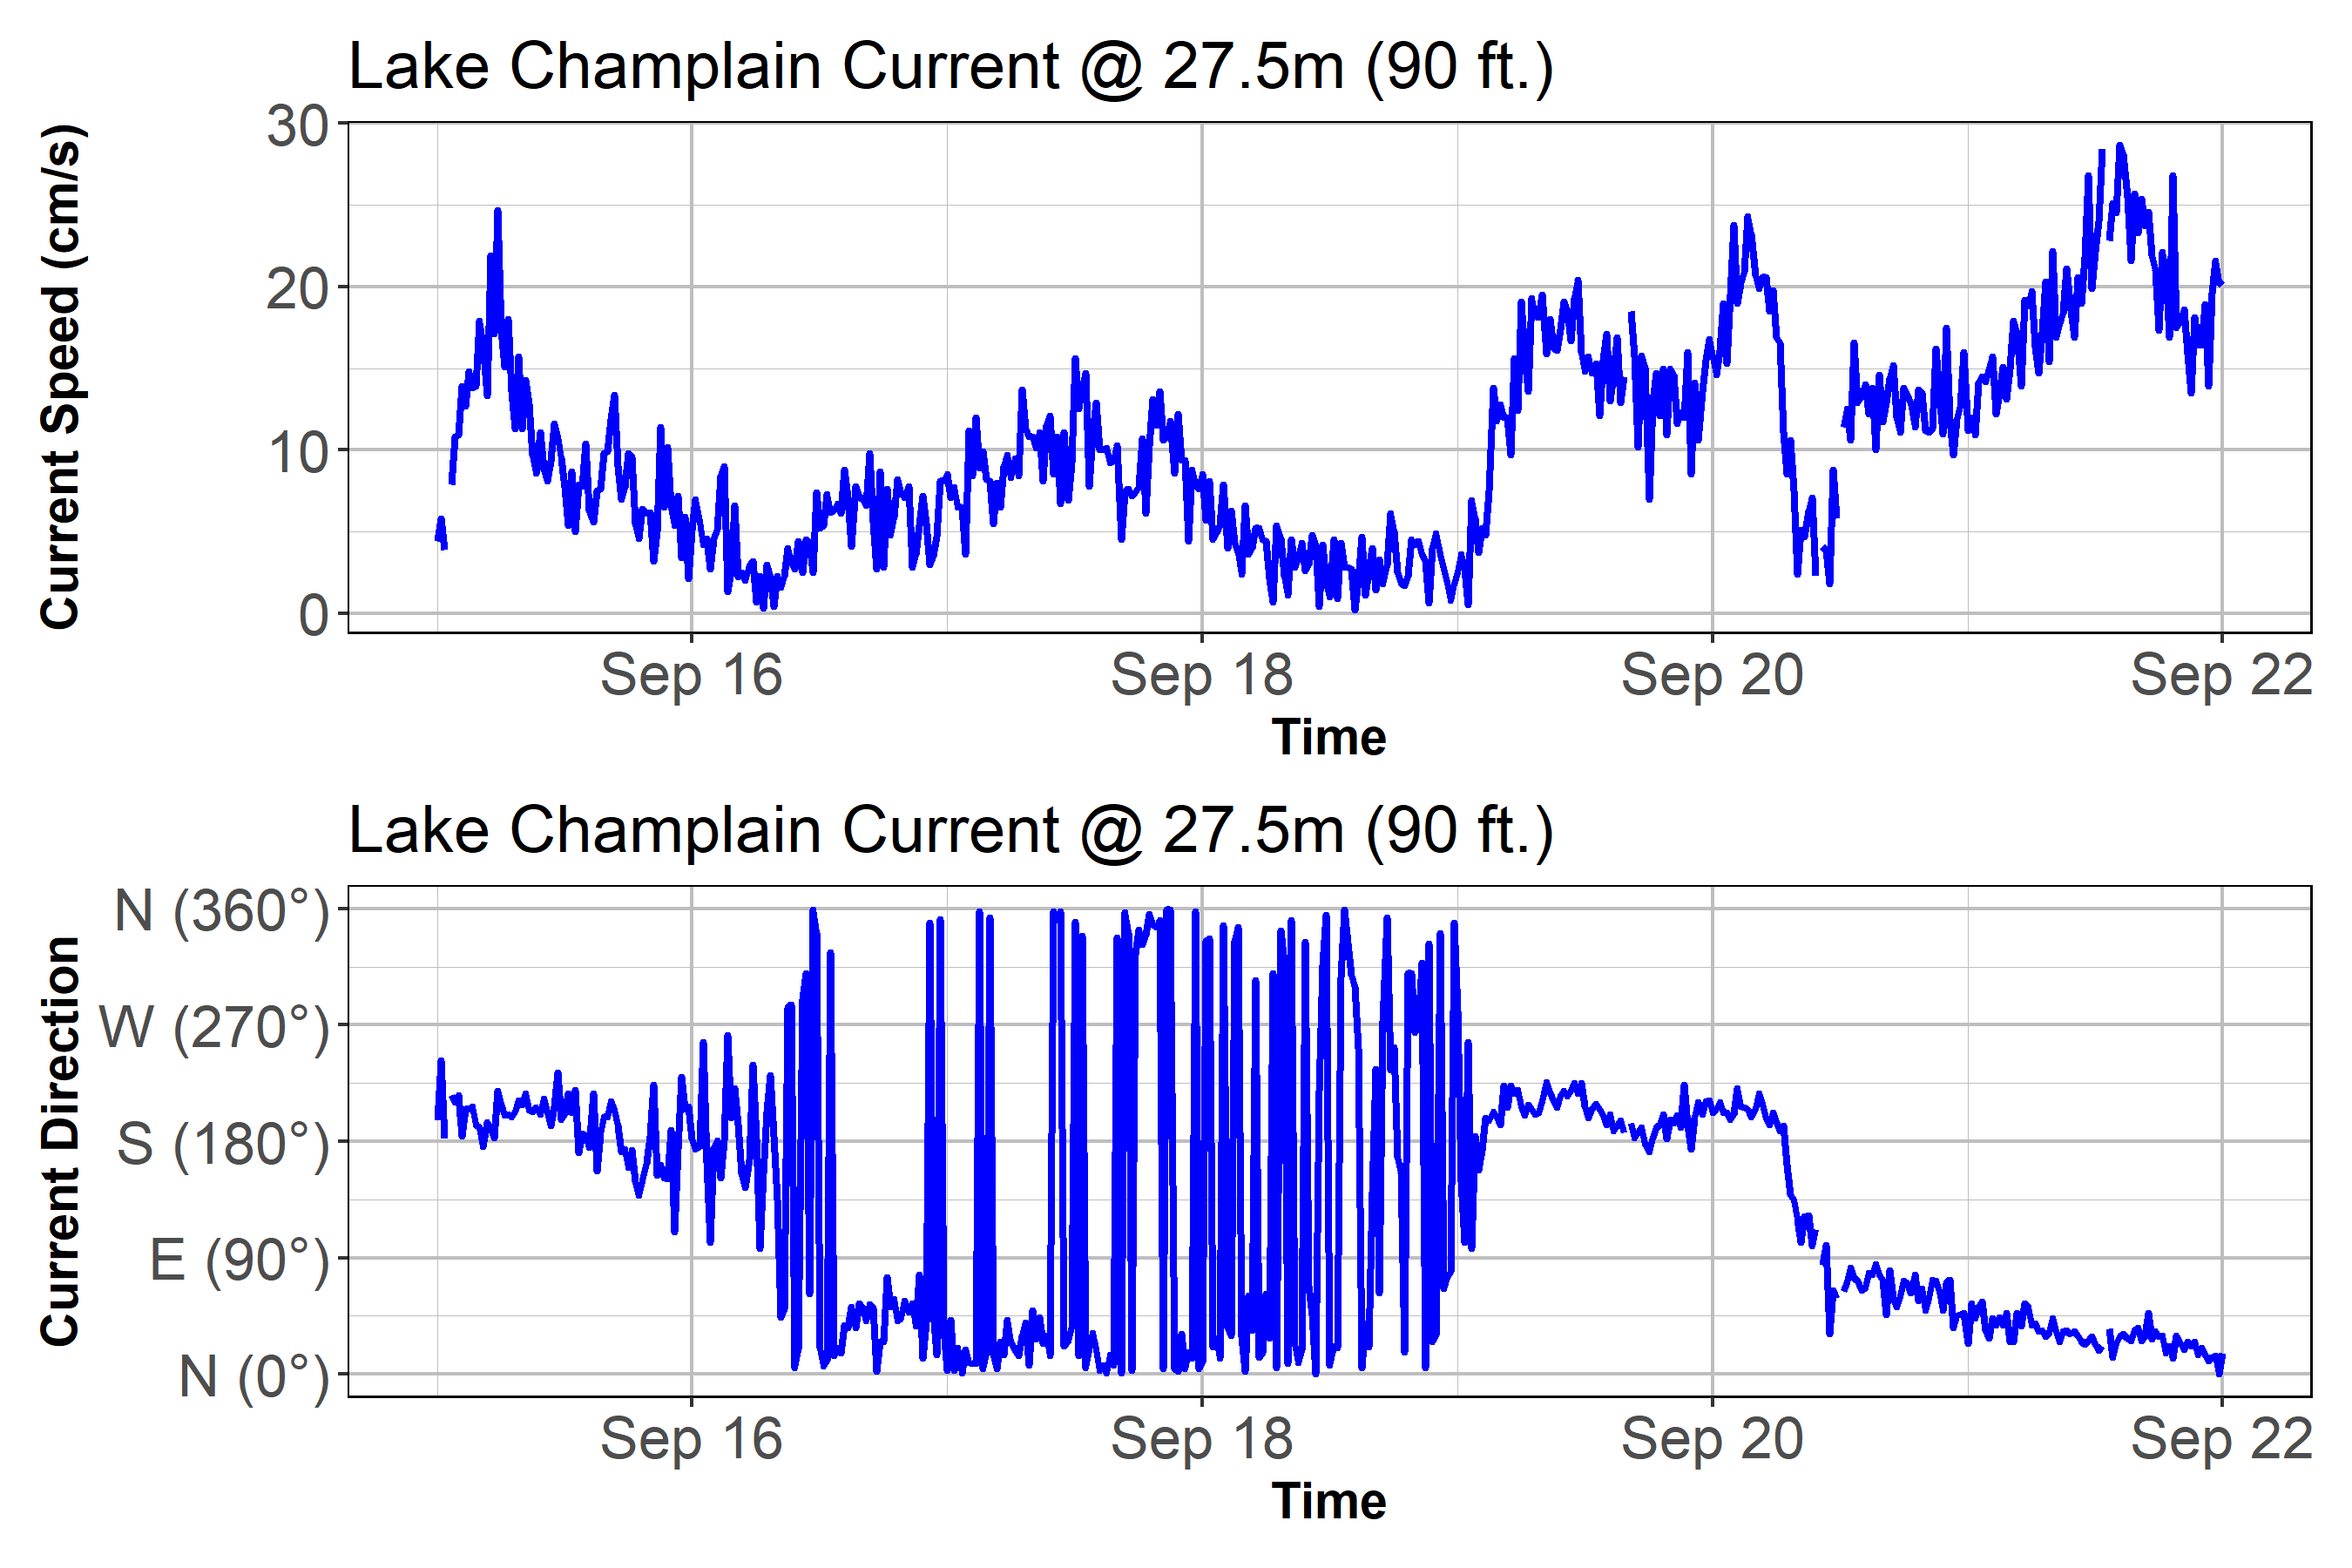 Lake Champlain Current @ 27.5m (90 ft.)
Current Speed (cm/s)
30
20
10
0
Sep 16 Sep 18 Sep 20 Sep 22
Time
Lake Champlain Current @ 27.5m (90 ft.)
Current Direction
N (360°)
W (270°)
S (180°)
E (90°)
N (0°)
Sep 16 Sep 18 Sep 20 Sep 22
Time